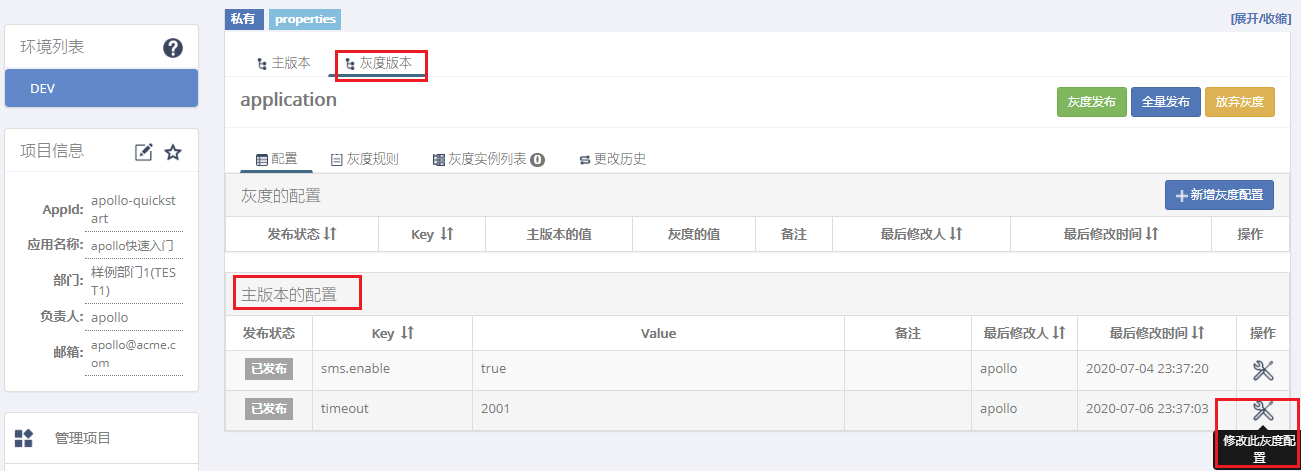 私有 properties [展开/收缩]
环境列表
DEV
主版本 灰度版本
application 灰度发布 全量发布 放弃灰度
项目信息
配置 灰度规则 灰度实例列表 0 更改历史
灰度的配置 新增灰度配置
AppId: apollo-quickst
art
应用名称: apollo快速入门
部门: 样例部门1(TES
T1)
负责人: apollo
邮箱: apollo@acme.c
om
发布状态 Key 主版本的值 灰度的值 备注 最后修改人 最后修改时间 操作
主版本的配置
发布状态 Key Value 备注 最后修改人 最后修改时间 操作
已发布 sms.enable true apollo 2020-07-04 23:37:20
已发布 timeout 2001 apollo 2020-07-06 23:37:03
修改此灰度配
置
管理项目